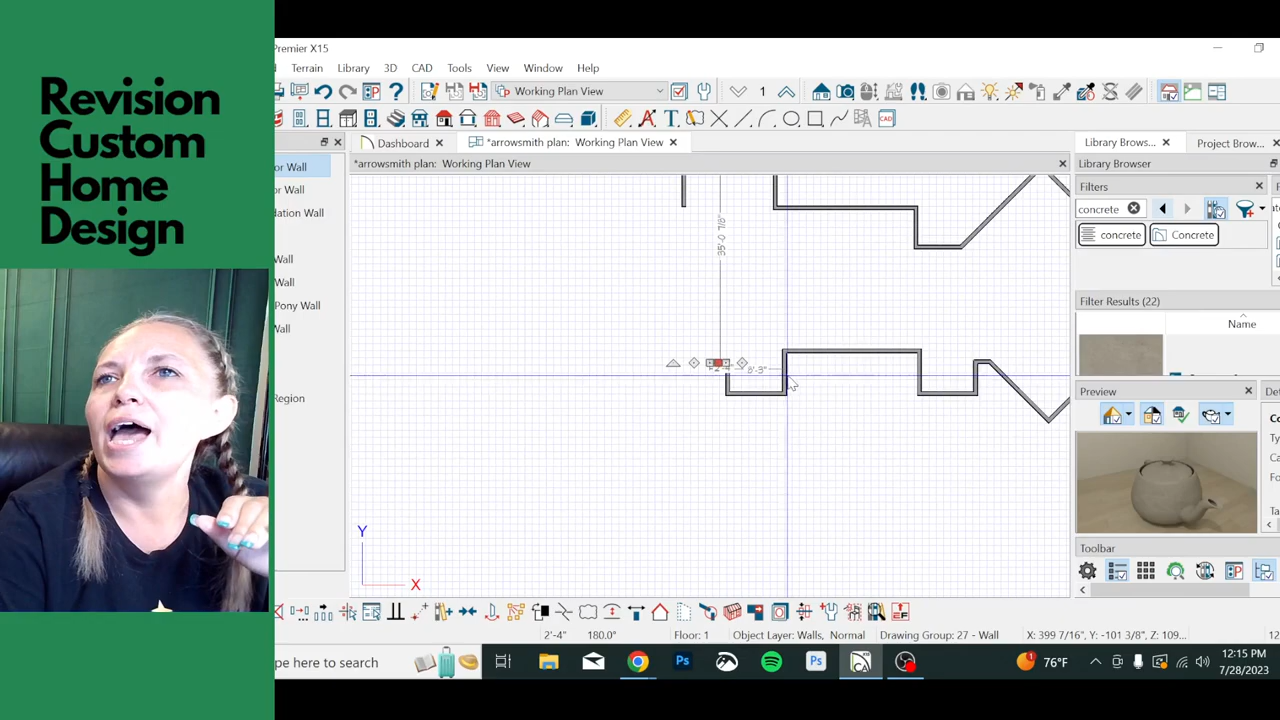 Revision
Custom
Home
Design
Premier X15
Terrain Library 3D CAD Tools Window Help
Working Plan View 1
Dashboard *arrowsmith plan: Working Plan View
Library Brows... Project Brow...
*arrowsmith plan: Working Plan View
Library Browser
Filters
concrete
concrete Concrete
Filter Results (22)
Name
Preview
Toolbar
or Wall
or Wall
dation Wall
all
Wall
Pony Wall
Wall
Region
35'-0 7/8"
8'-3"
Y
X
2'-4" 180.0° Floor: 1 Object Layer: Walls, Normal Drawing Group: 27 - Wall X: 399 7/16", Y: -101 3/8", Z: 109...
pe here to search
76°F
12:15 PM
7/28/2023